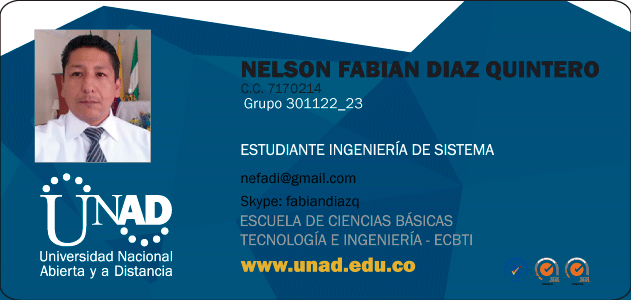 NELSON FABIAN DIAZ QUINTERO
C.C. 7170214
Grupo 301122_23
ESTUDIANTE INGENIERÍA DE SISTEMA
nefadi@gmail.com
Skype: fabiandiazq
ESCUELA DE CIENCIAS BÁSICAS
TECNOLOGÍA E INGENIERÍA - ECBTI
www.unad.edu.co
UNAD
Universidad Nacional
Abierta y a Distancia